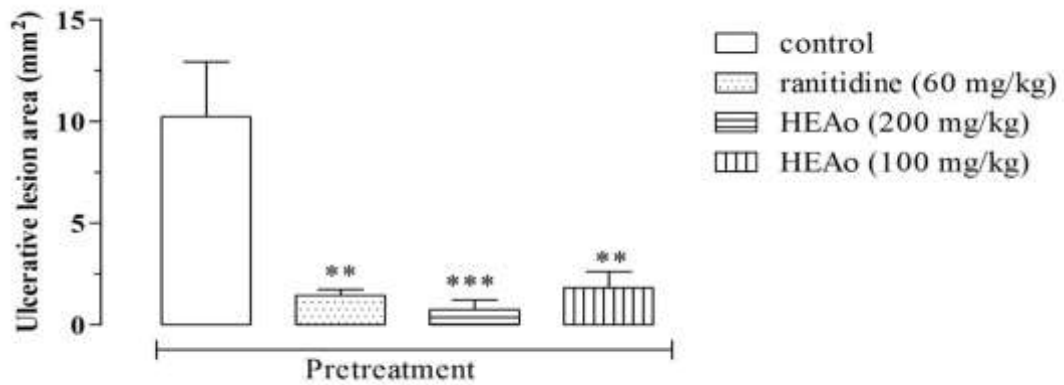 Ulcerative lesion area (mm²)
15
10
5
0
**
***
**
Pretreatment
control
ranitidine (60 mg/kg)
HEAo (200 mg/kg)
HEAo (100 mg/kg)